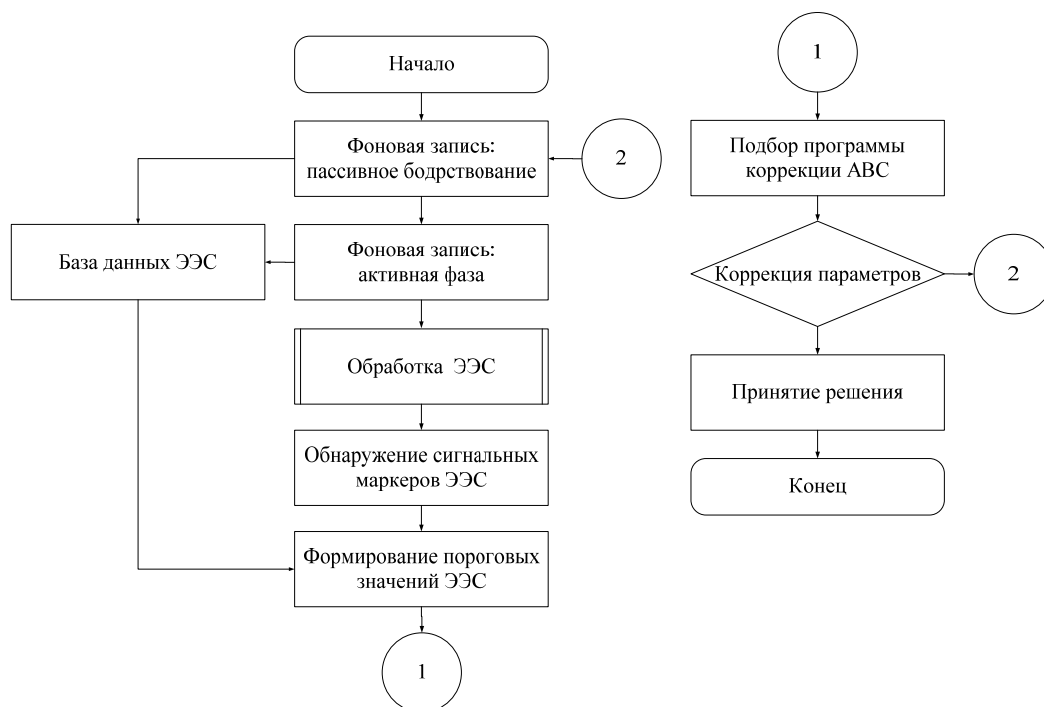 Начало
Фоновая запись:
пассивное бодрствование
2
База данных ЭЭС
Фоновая запись:
активная фаза
Обработка ЭЭС
Обнаружение сигнальных
маркеров ЭЭС
Формирование пороговых
значений ЭЭС
1
1
Подбор программы
коррекции АВС
Коррекция параметров
2
Принятие решения
Конец